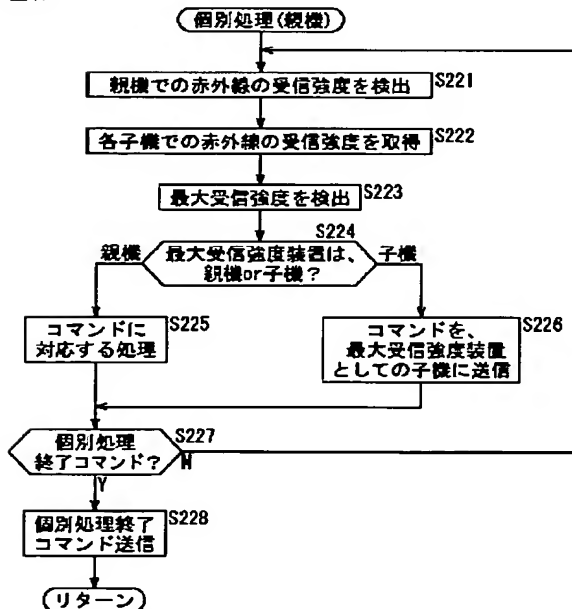 個別処理(親機)
親機での赤外線の受信強度を検出
S221
各子機での赤外線の受信強度を取得
S222
最大受信強度を検出
S223
S224
親機
最大受信強度装置は、
親機or子機？
子機
コマンドに
対応する処理
S225
コマンドを、
最大受信強度装置
としての子機に送信
S226
個別処理
終了コマンド？
S227
N
Y
個別処理終了
コマンド送信
S228
リターン